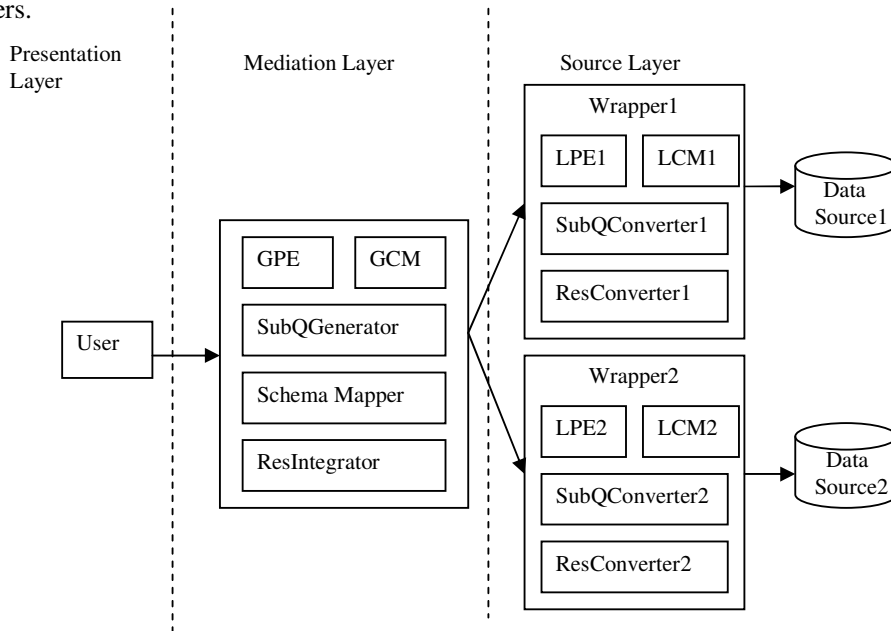 ers.
Presentation
Layer
Mediation Layer
Source Layer
Wrapper1
LPE1
LCM1
SubQConverter1
ResConverter1
Data
Source1
GPE
GCM
SubQGenerator
Schema Mapper
ResIntegrator
User
Wrapper2
LPE2
LCM2
SubQConverter2
ResConverter2
Data
Source2